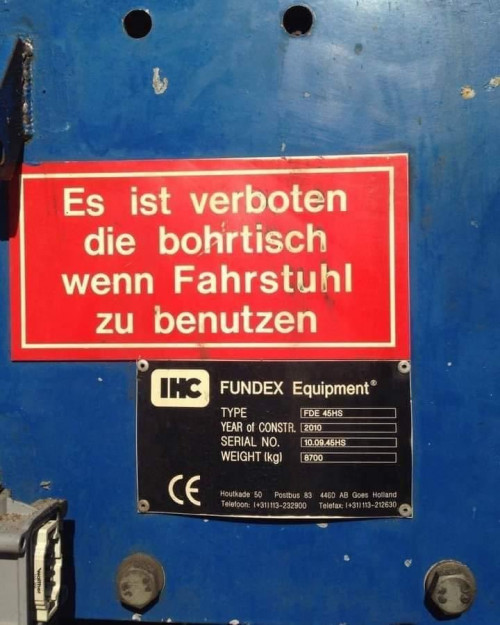 Es ist verboten
die bohrtisch
wenn Fahrstuhl
zu benutzen
IHC FUNDEX Equipment®
TYPE FDE 45HS
YEAR of CONSTR. 2010
SERIAL NO. 10.09.45HS
WEIGHT (kg) 8700
CE
Houtkade 50 Postbus 83 4460 AB Goes Holland
Telefoon: (+31)113-232900 Telefax: (+31)113-212630